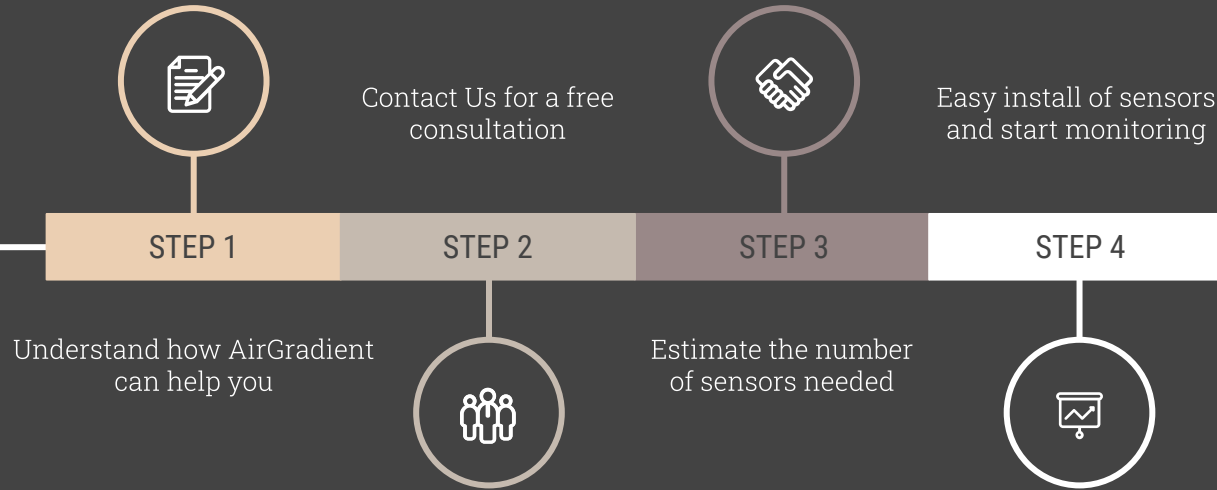 Contact Us for a free
consultation
Easy install of sensors
and start monitoring
STEP 1
STEP 2
STEP 3
STEP 4
Understand how AirGradient
can help you
Estimate the number
of sensors needed